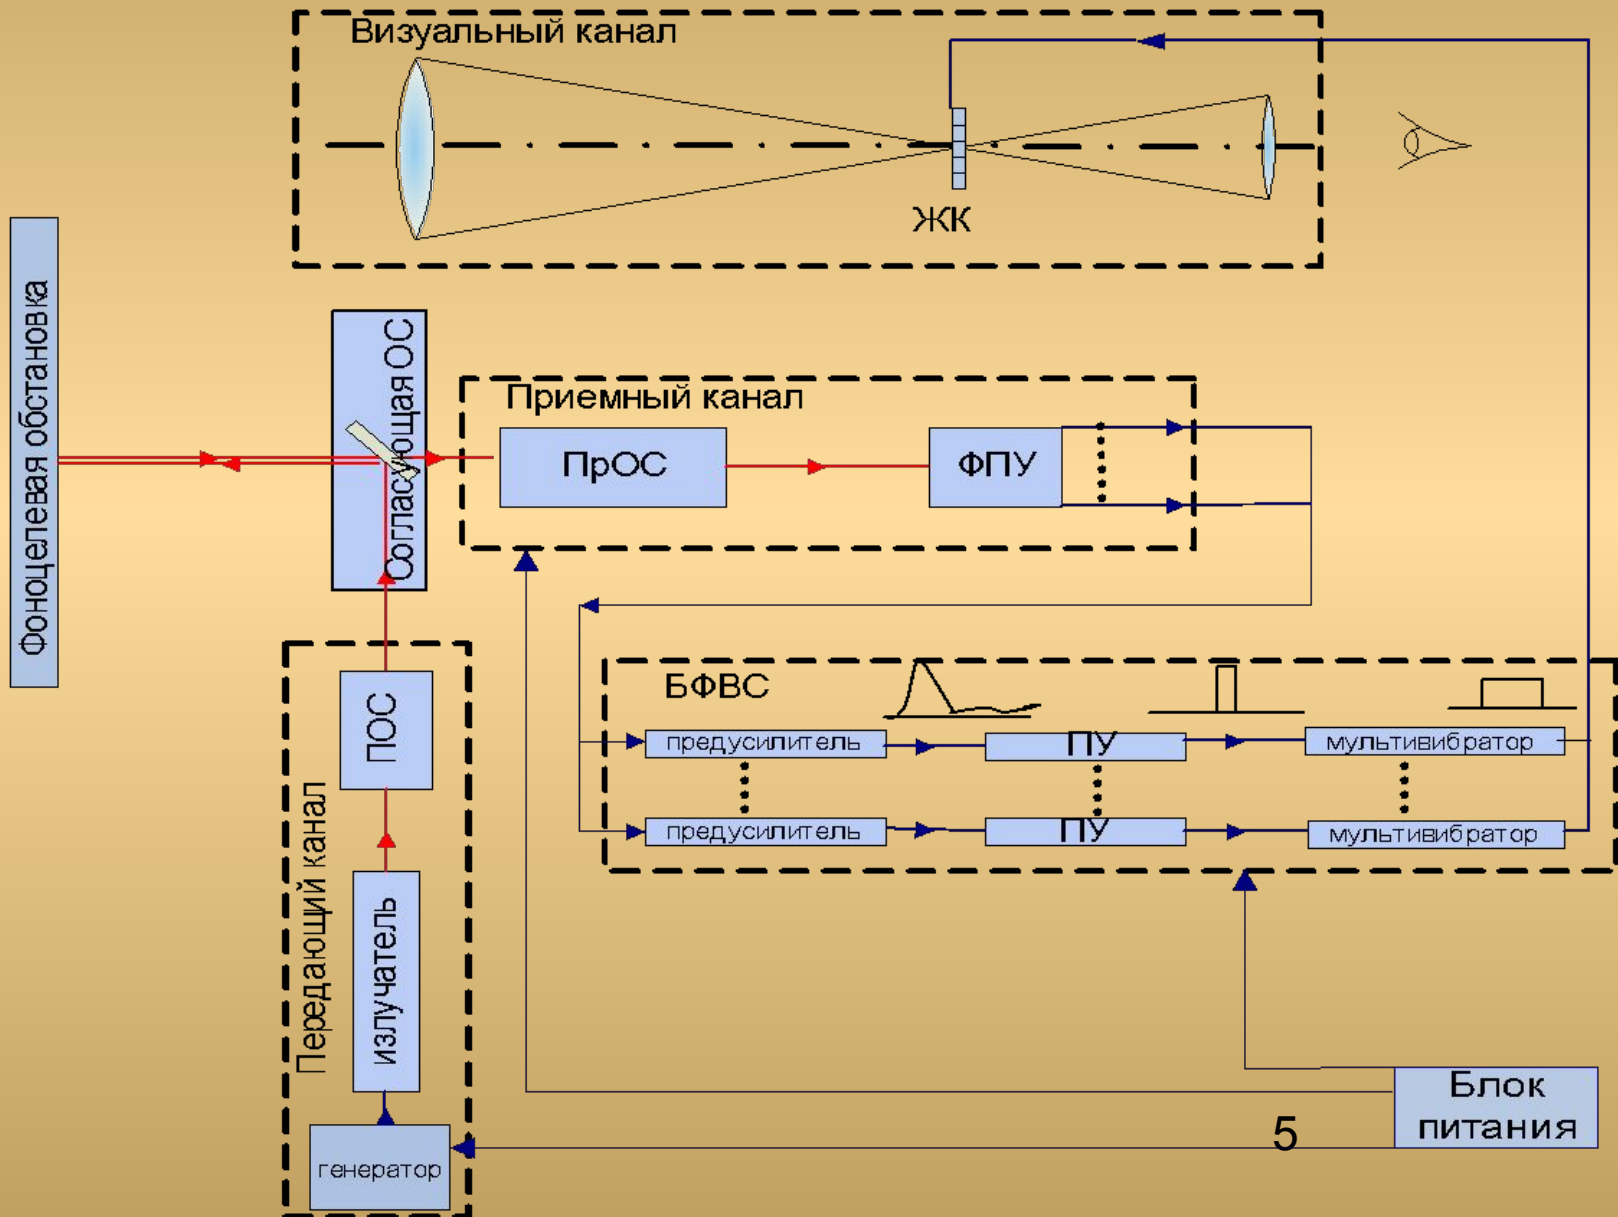 Визуальный канал
ЖК
Фоноцелевая обстановка
Согласующая ОС
Приемный канал
ПрОС
ФПУ
БФВС
предусилитель
ПУ
мультивибратор
предусилитель
ПУ
мультивибратор
Передающий канал
ПОС
излучатель
генератор
Блок
питания
5